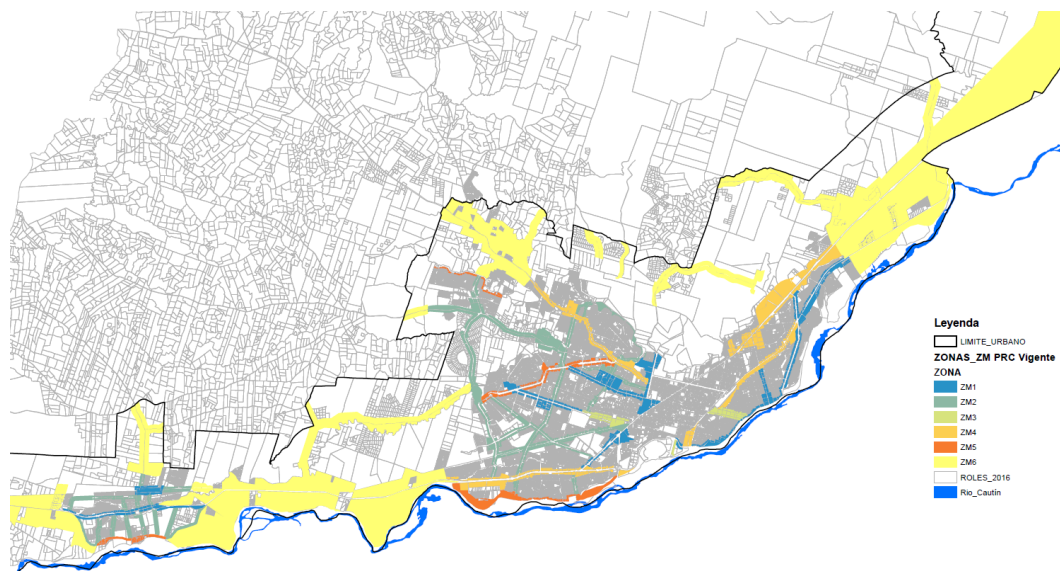 Leyenda
LIMITE_URBANO
ZONAS_ZM PRC Vigente
ZONA
ZM1
ZM2
ZM3
ZM4
ZM5
ZM6
ROLES_2016
Rio_Cautín